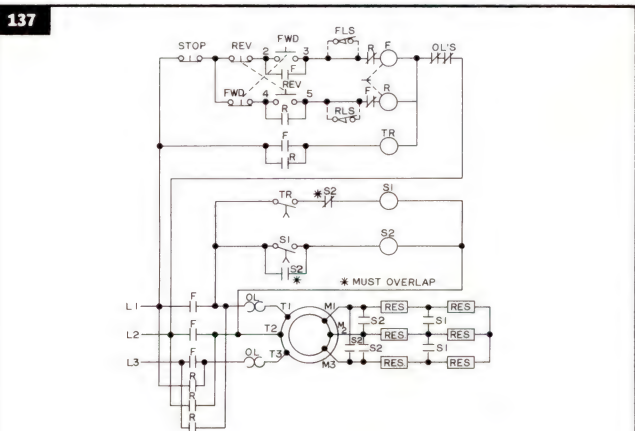 137
FLS
FWD
STOP REV 2 3 R F OL'S
F
FWD 4 REV 5 F R
R RLS
F TR
R
TR *S2 S1
S1 S2
S2
* * MUST OVERLAP
L1 F OL T1 M1 RES RES
S2 S1
L2 F T2 M2 RES RES
S2 S2 S1
L3 F OL T3 M3 RES RES
R
R
R